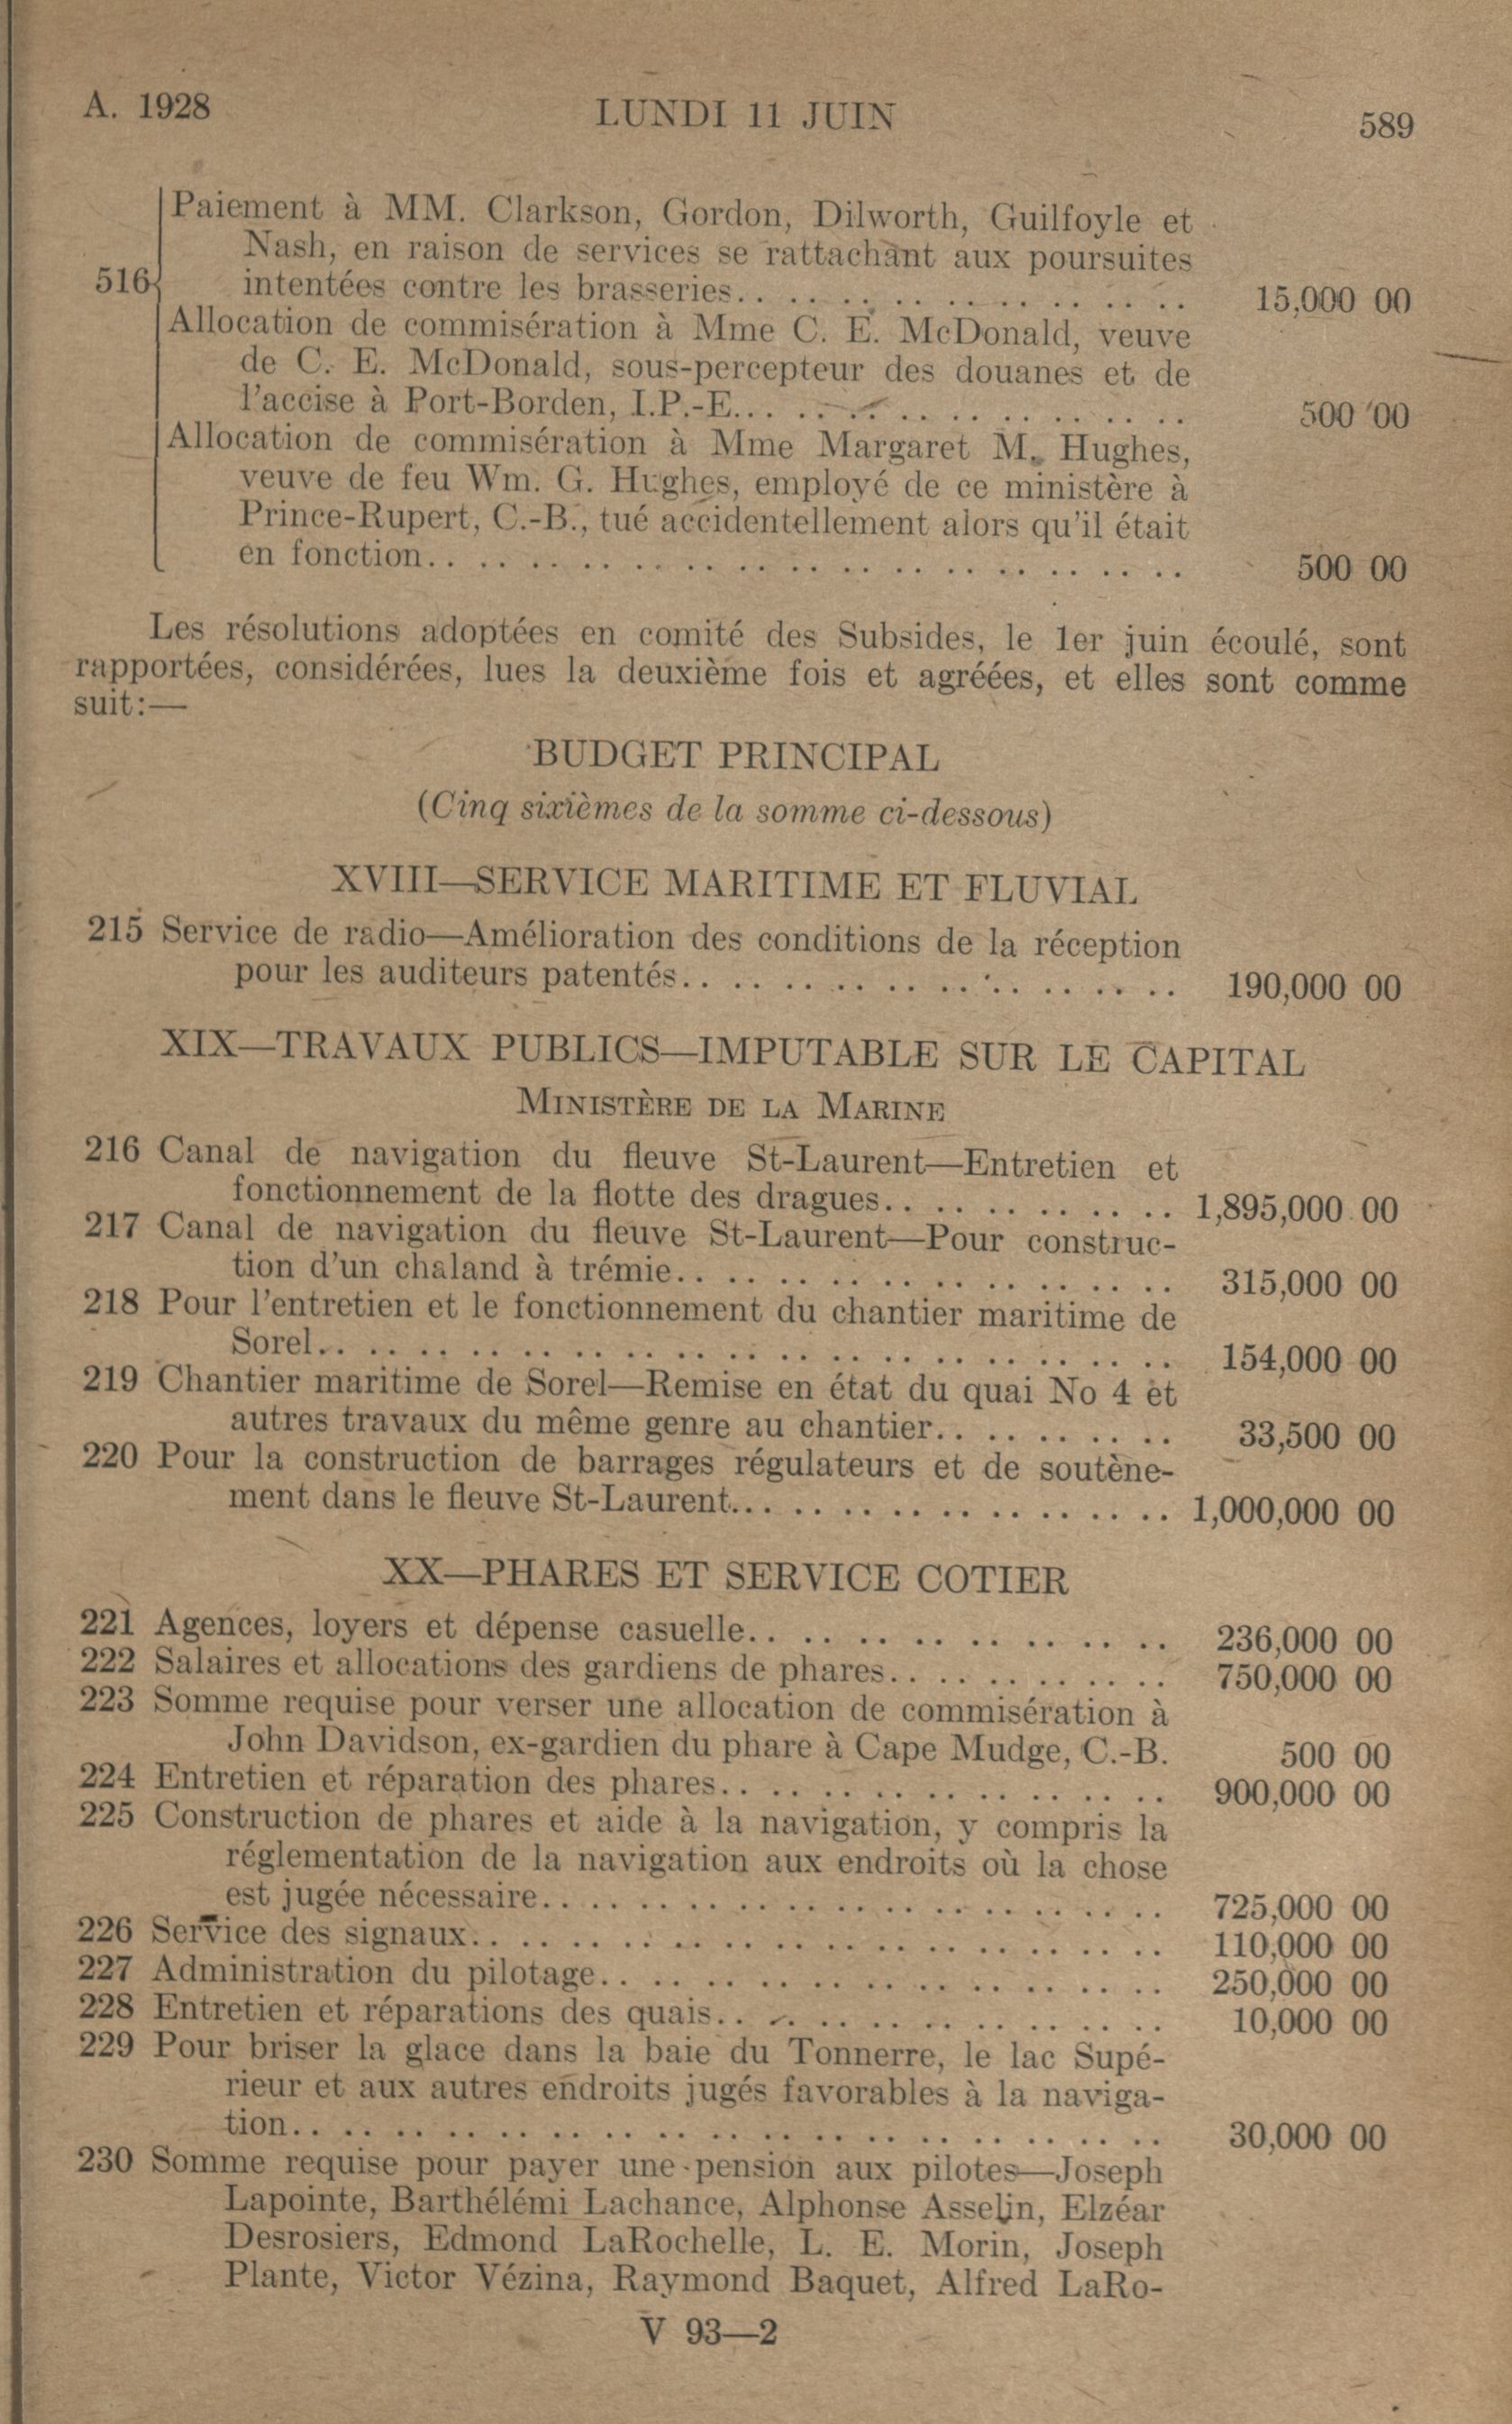 A. 1928 LUNDI 11 JUIN 589
Paiement à MM. Clarkson, Gordon, Dilworth, Guilfoyle et
Nash, en raison de services se rattachant aux poursuites
516 intentées contre les brasseries.. .. .. .. .. .. .. .. .. 15,000 00
Allocation de commisération à Mme C. E. McDonald, veuve
de C. E. McDonald, sous-percepteur des douanes et de
l'accise à Port-Borden, I.P.-E... .. .. .. .. .. .. .. 500 00
Allocation de commisération à Mme Margaret M. Hughes,
veuve de feu Wm. G. Hughes, employé de ce ministère à
Prince-Rupert, C.-B., tué accidentellement alors qu'il était
en fonction.. .. .. .. .. .. .. .. .. .. .. .. .. .. .. 500 00
Les résolutions adoptées en comité des Subsides, le 1er juin écoulé, sont
rapportées, considérées, lues la deuxième fois et agréées, et elles sont comme
suit:—
BUDGET PRINCIPAL
(Cinq sixièmes de la somme ci-dessous)
XVIII—SERVICE MARITIME ET FLUVIAL
215 Service de radio—Amélioration des conditions de la réception
pour les auditeurs patentés.. .. .. .. .. .. .. .. .. .. 190,000 00
XIX—TRAVAUX PUBLICS—IMPUTABLE SUR LE CAPITAL
MINISTÈRE DE LA MARINE
216 Canal de navigation du fleuve St-Laurent—Entretien et
fonctionnement de la flotte des dragues.. .. .. .. .. .. 1,895,000 00
217 Canal de navigation du fleuve St-Laurent—Pour construc-
tion d'un chaland à trémie.. .. .. .. .. .. .. .. .. .. 315,000 00
218 Pour l'entretien et le fonctionnement du chantier maritime de
Sorel.. .. .. .. .. .. .. .. .. .. .. .. .. .. .. .. .. 154,000 00
219 Chantier maritime de Sorel—Remise en état du quai No 4 et
autres travaux du même genre au chantier.. .. .. .. .. 33,500 00
220 Pour la construction de barrages régulateurs et de soutène-
ment dans le fleuve St-Laurent... .. .. .. .. .. .. .. .. 1,000,000 00
XX—PHARES ET SERVICE COTIER
221 Agences, loyers et dépense casuelle.. .. .. .. .. .. .. .. 236,000 00
222 Salaires et allocations des gardiens de phares.. .. .. .. .. .. 750,000 00
223 Somme requise pour verser une allocation de commisération à
John Davidson, ex-gardien du phare à Cape Mudge, C.-B. 500 00
224 Entretien et réparation des phares.. .. .. .. .. .. .. .. .. 900,000 00
225 Construction de phares et aide à la navigation, y compris la
réglementation de la navigation aux endroits où la chose
est jugée nécessaire.. .. .. .. .. .. .. .. .. .. .. .. .. 725,000 00
226 Service des signaux.. .. .. .. .. .. .. .. .. .. .. .. .. .. 110,000 00
227 Administration du pilotage.. .. .. .. .. .. .. .. .. .. .. 250,000 00
228 Entretien et réparations des quais.. .. .. .. .. .. .. .. .. 10,000 00
229 Pour briser la glace dans la baie du Tonnerre, le lac Supé-
rieur et aux autres endroits jugés favorables à la naviga-
tion.. .. .. .. .. .. .. .. .. .. .. .. .. .. .. .. .. 30,000 00
230 Somme requise pour payer une pension aux pilotes—Joseph
Lapointe, Barthélémi Lachance, Alphonse Asselin, Elzéar
Desrosiers, Edmond LaRochelle, L. E. Morin, Joseph
Plante, Victor Vézina, Raymond Baquet, Alfred LaRo-
V 93—2